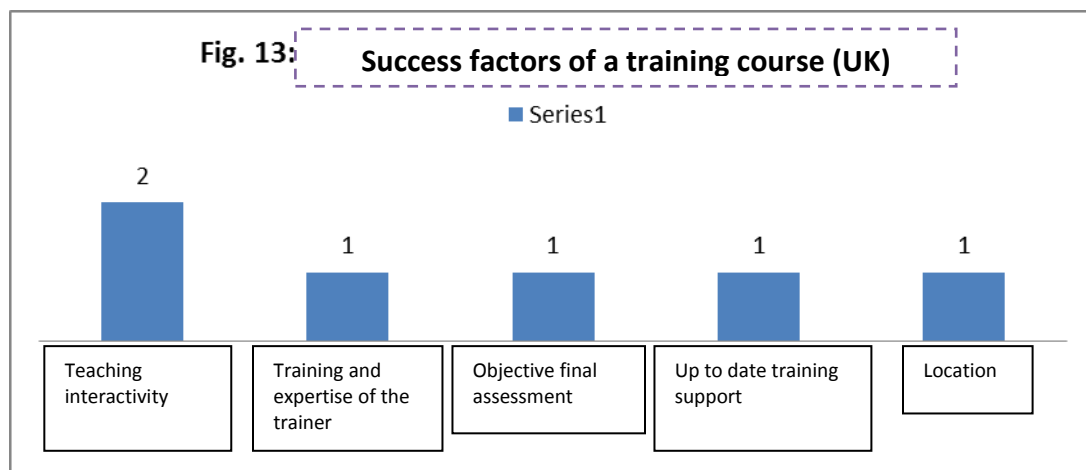 Fig. 13: Success factors of a training course (UK)
Series1
2
1
1
1
1
Teaching
interactivity
Training and
expertise of the
trainer
Objective final
assessment
Up to date training
support
Location